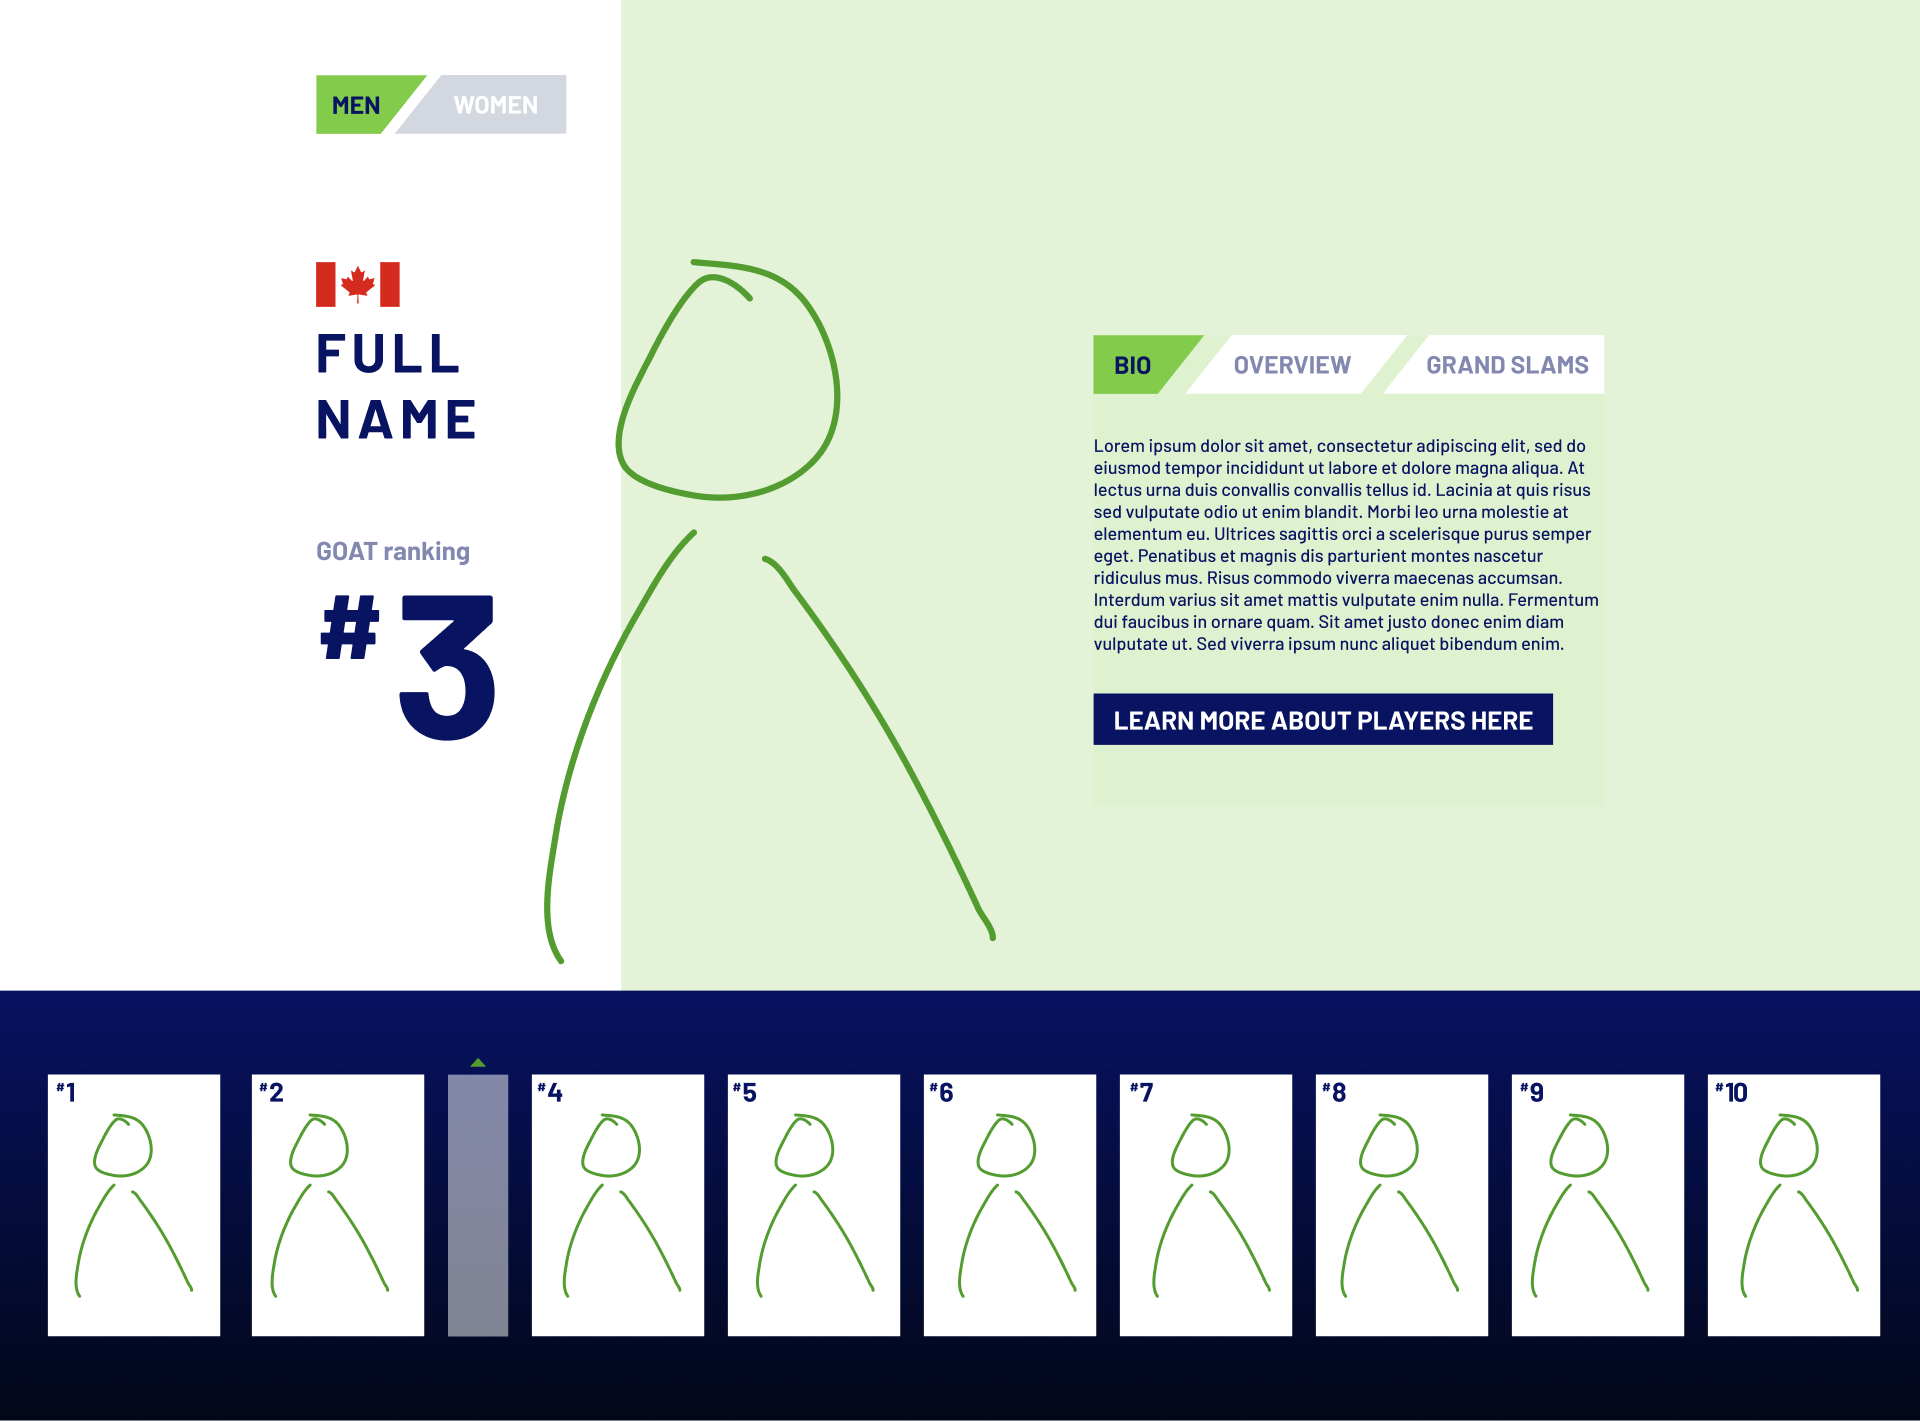 MEN
WOMEN
FULL
NAME
GOAT ranking
#3
BIO
OVERVIEW
GRAND SLAMS
Lorem ipsum dolor sit amet, consectetur adipiscing elit, sed do
eiusmod tempor incididunt ut labore et dolore magna aliqua. At
lectus urna duis convallis convallis tellus id. Lacinia at quis risus
sed vulputate odio ut enim blandit. Morbi leo urna molestie at
elementum eu. Ultrices sagittis orci a scelerisque purus semper
eget. Penatibus et magnis dis parturient montes nascetur
ridiculus mus. Risus commodo viverra maecenas accumsan.
Interdum varius sit amet mattis vulputate enim nulla. Fermentum
dui faucibus in ornare quam. Sit amet justo donec enim diam
vulputate ut. Sed viverra ipsum nunc aliquet bibendum enim.
LEARN MORE ABOUT PLAYERS HERE
#1
#2
#4
#5
#6
#7
#8
#9
#10